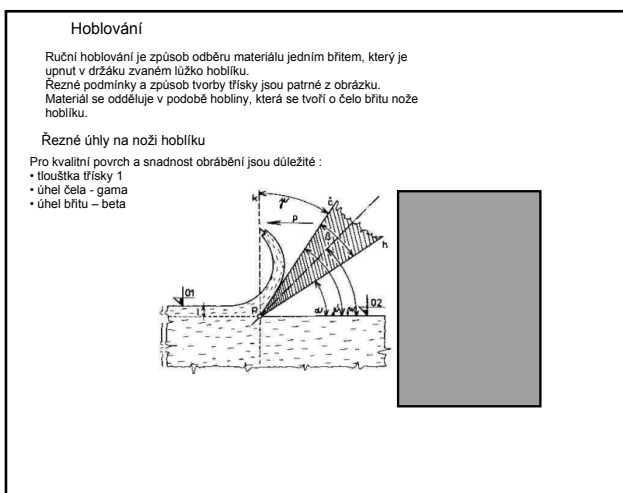 Hoblování
Ruční hoblování je způsob odběru materiálu jedním břitem, který je
upnut v držáku zvaném lůžko hoblíku.
Řezné podmínky a způsob tvorby třísky jsou patrné z obrázku.
Materiál se odděluje v podobě hobliny, která se tvoří o čelo břitu nože
hoblíku.
Řezné úhly na noži hoblíku
Pro kvalitní povrch a snadnost obrábění jsou důležité :
• tloušťka třísky 1
• úhel čela - gama
• úhel břitu – beta
k
č
P
β
h
01
02
α